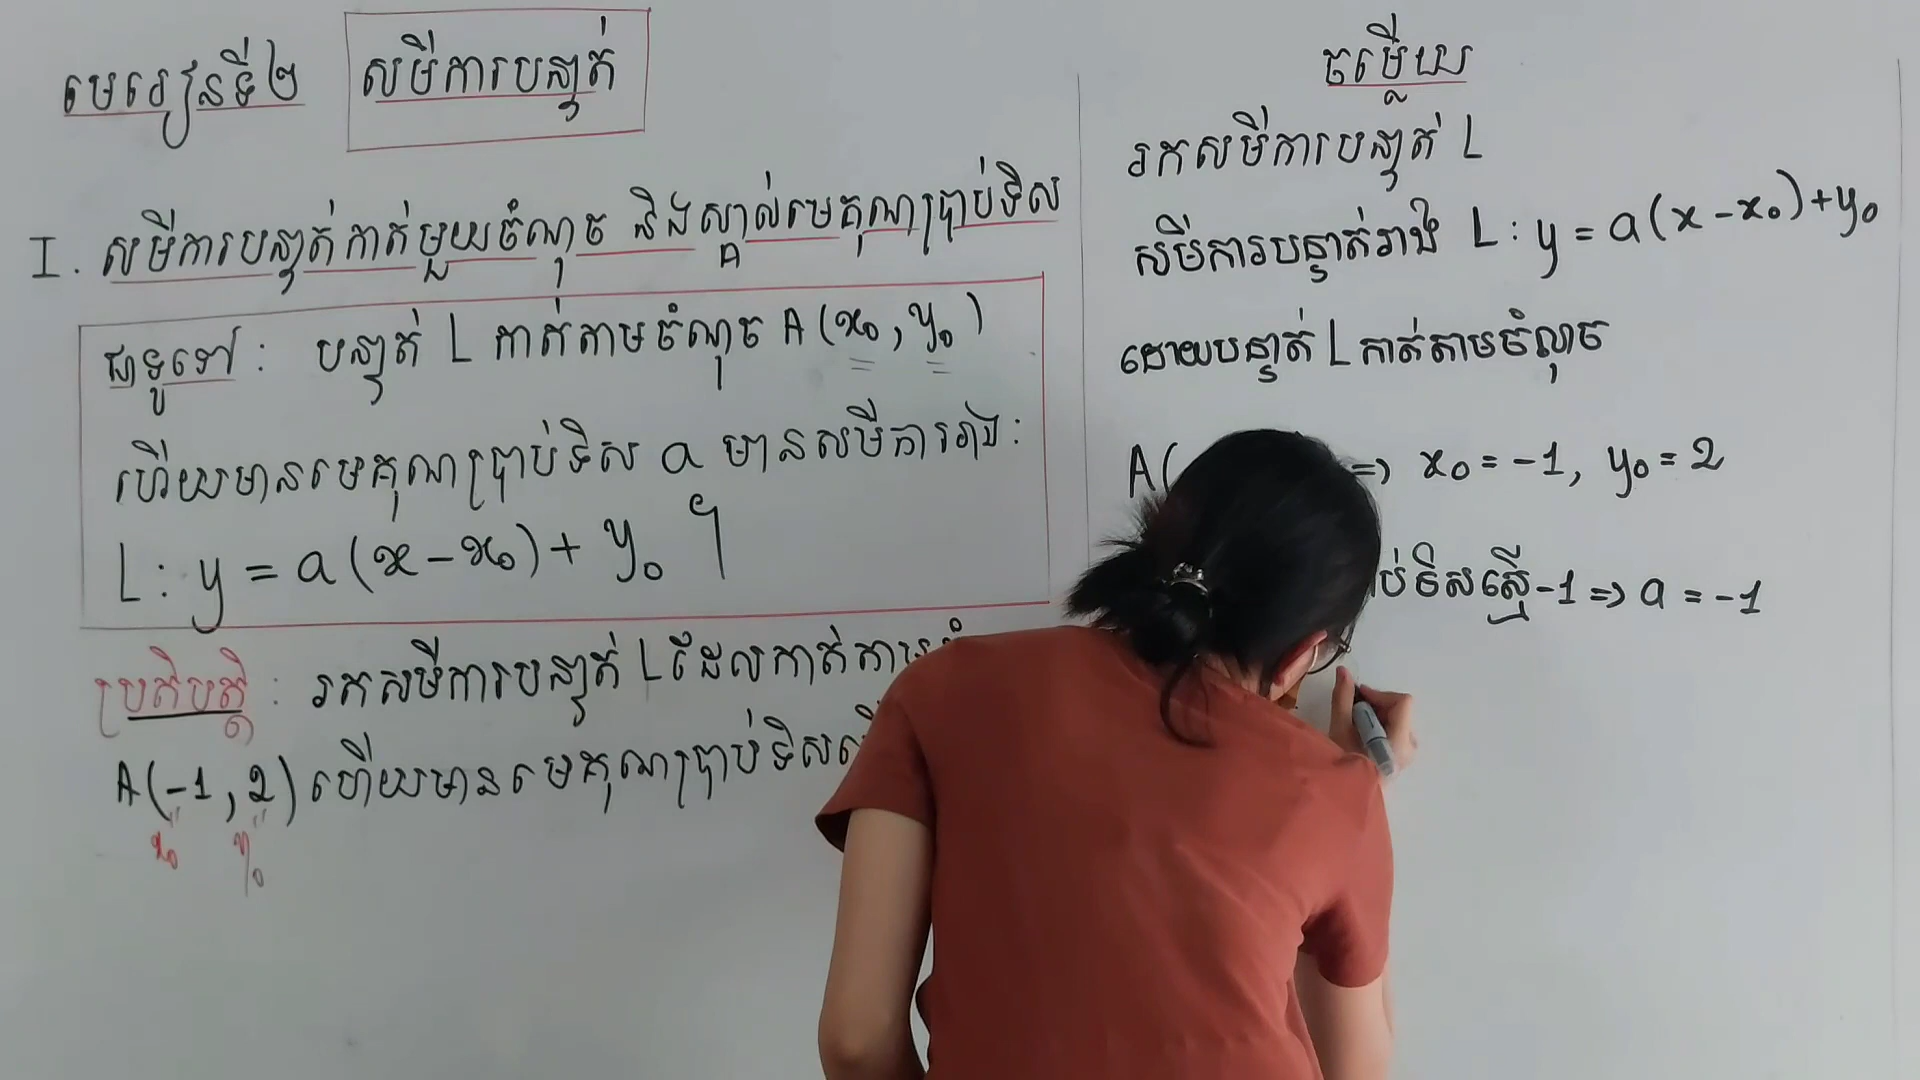 មេរៀនទី២ សមីការបន្ទាត់
I. សមីការបន្ទាត់កាត់មួយចំណុច និងស្គាល់មេគុណប្រាប់ទិស
ជាទូទៅ : បន្ទាត់ L កាត់តាមចំណុច A(x₀, y₀)
ហើយមានមេគុណប្រាប់ទិស a មានសមីការរាង :
L : y = a(x - x₀) + y₀ ។
ប្រតិបត្តិ : រកសមីការបន្ទាត់ L ដែលកាត់តាម
A(-1, 2) ហើយមានមេគុណប្រាប់ទិស
x₀ y₀
ចម្លើយ
រកសមីការបន្ទាត់ L
សមីការបន្ទាត់រាង L : y = a(x - x₀) + y₀
ដោយបន្ទាត់ L កាត់តាមចំណុច
A( => x₀ = -1, y₀ = 2
ប់ទិសស្មើ -1 => a = -1